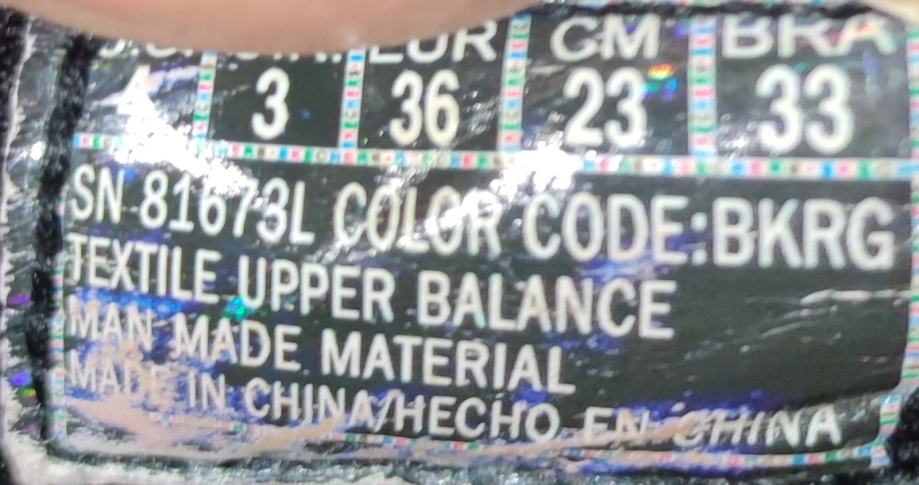 EUR CM BRA
4 3 36 23 33
SN 81673L COLOR CODE:BKRG
TEXTILE UPPER BALANCE
MAN MADE MATERIAL
MADE IN CHINA/HECHO EN CHINA